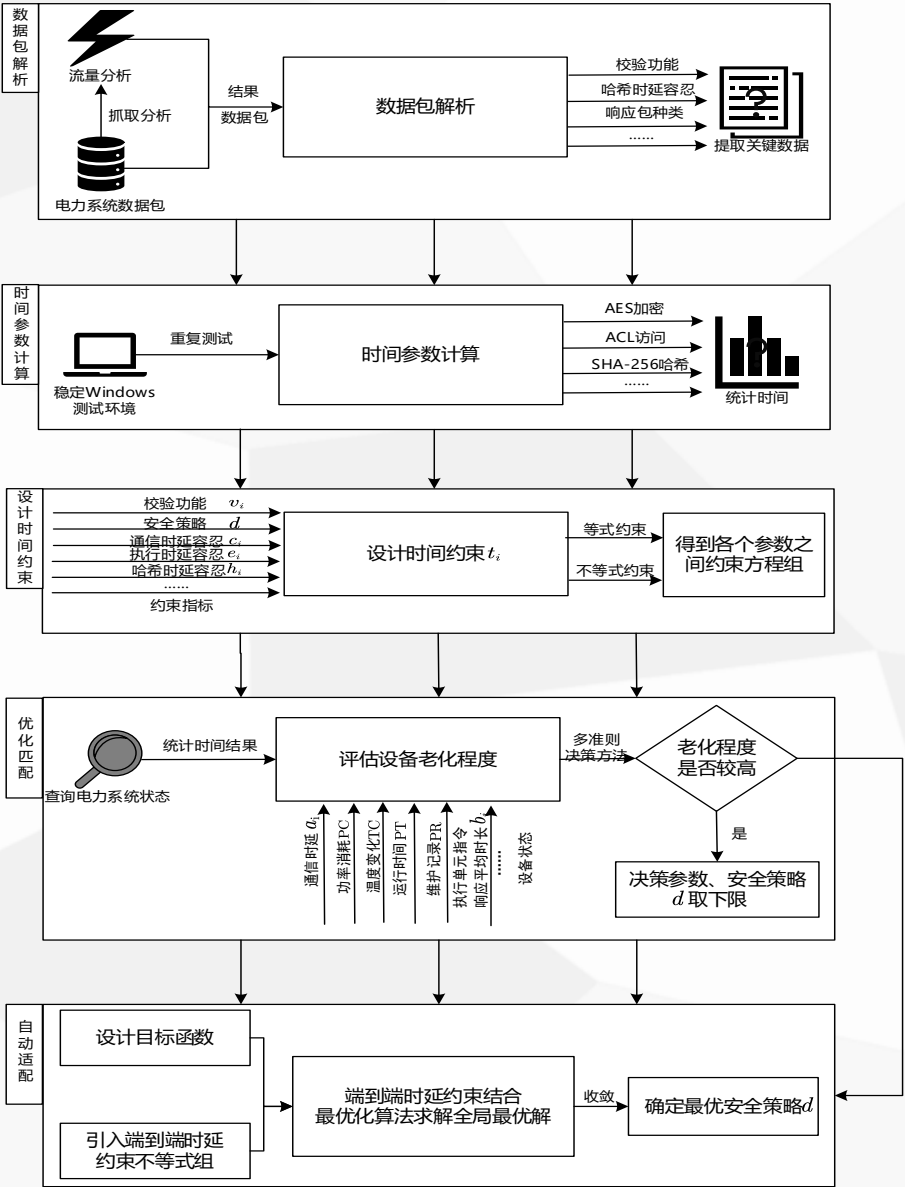 数据包解析
流量分析
抓取分析
电力系统数据包
结果
数据包
数据包解析
校验功能
哈希时延容忍
响应包种类
......
提取关键数据
时间参数计算
稳定Windows
测试环境
重复测试
时间参数计算
AES加密
ACL访问
SHA-256哈希
......
统计时间
设计时间约束
校验功能 v_i
安全策略 d
通信时延容忍 c_i
执行时延容忍 e_i
哈希时延容忍 h_i
......
约束指标
设计时间约束 t_i
等式约束
不等式约束
得到各个参数之
间约束方程组
优化匹配
查询电力系统状态
统计时间结果
评估设备老化程度
多准则
决策方法
老化程度
是否较高
是
决策参数、安全策略
d 取下限
通信时延 a_i
功率消耗PC
温度变化TC
运行时间PT
维护记录PR
执行单元指令
响应平均时长 b_i
......
设备状态
自动适配
设计目标函数
引入端到端时延
约束不等式组
端到端时延约束结合
最优化算法求解全局最优解
收敛
确定最优安全策略d